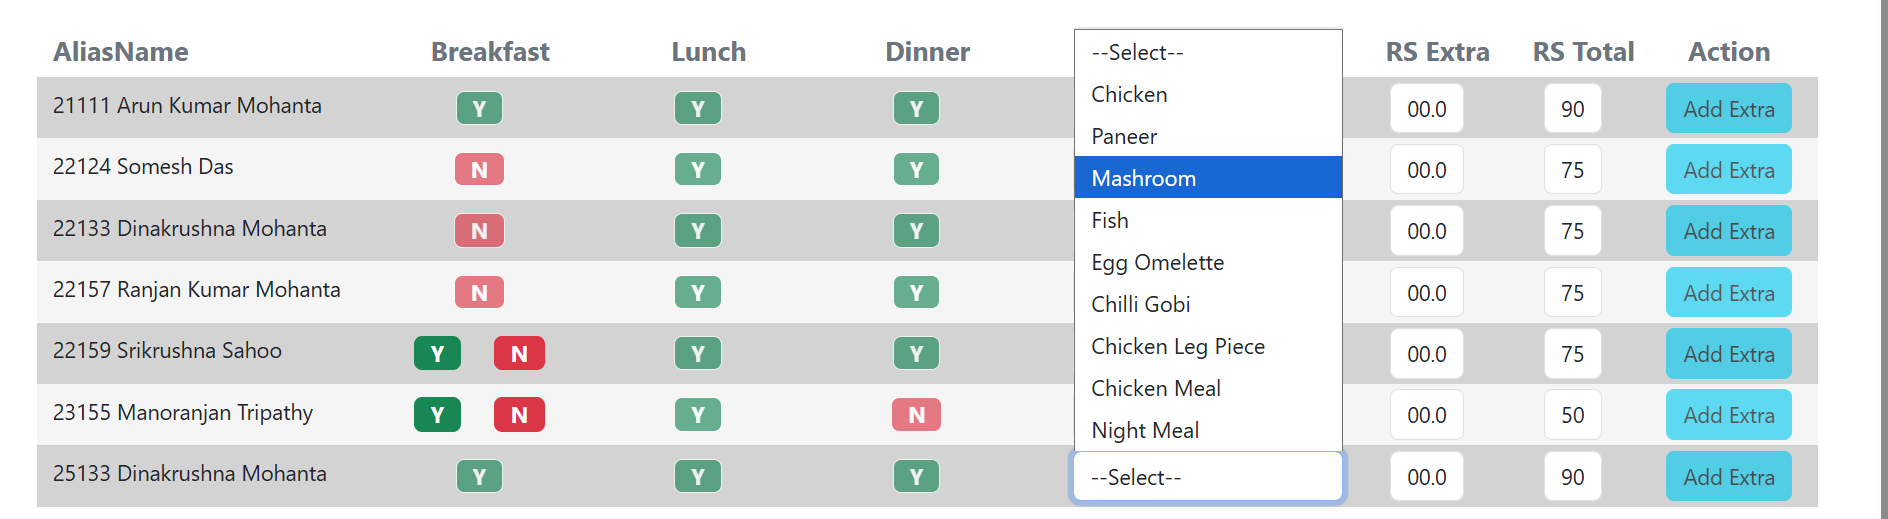 AliasName Breakfast Lunch Dinner RS Extra RS Total Action
21111 Arun Kumar Mohanta Y Y Y 00.0 90 Add Extra
22124 Somesh Das N Y Y 00.0 75 Add Extra
22133 Dinakrushna Mohanta N Y Y 00.0 75 Add Extra
22157 Ranjan Kumar Mohanta N Y Y 00.0 75 Add Extra
22159 Srikrushna Sahoo Y N Y Y 00.0 75 Add Extra
23155 Manoranjan Tripathy Y N Y N 00.0 50 Add Extra
25133 Dinakrushna Mohanta Y Y Y --Select-- 00.0 90 Add Extra
--Select--
Chicken
Paneer
Mashroom
Fish
Egg Omelette
Chilli Gobi
Chicken Leg Piece
Chicken Meal
Night Meal